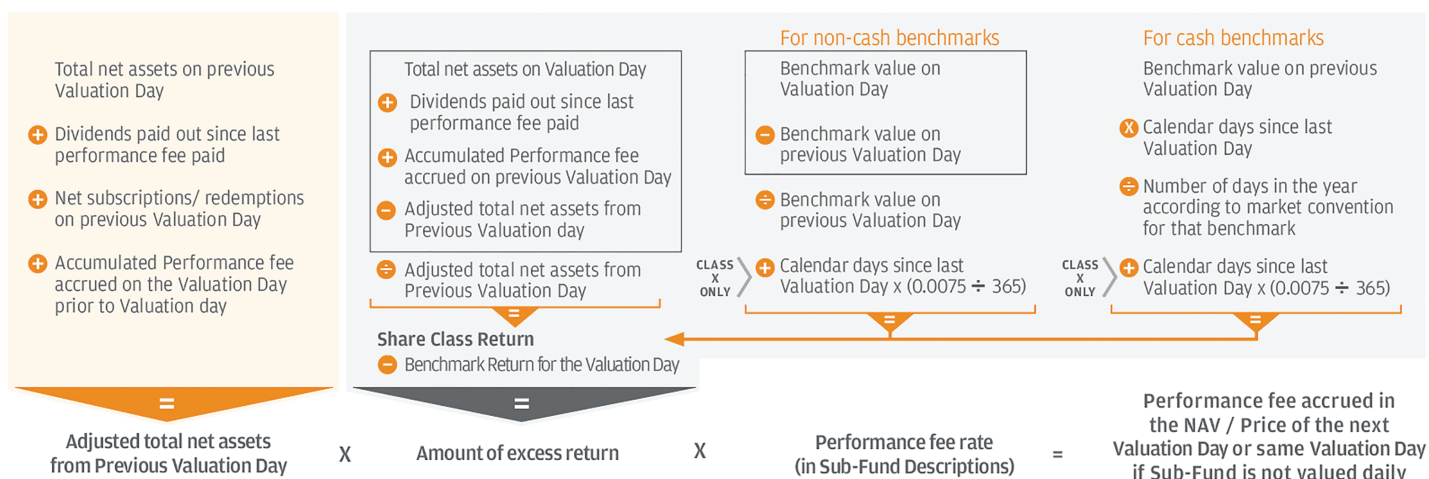 Total net assets on previous
Valuation Day
+ Dividends paid out since last
performance fee paid
+ Net subscriptions/ redemptions
on previous Valuation Day
+ Accumulated Performance fee
accrued on the Valuation Day
prior to Valuation day
=
Adjusted total net assets
from Previous Valuation Day
X
Total net assets on Valuation Day
+ Dividends paid out since last
performance fee paid
+ Accumulated Performance fee
accrued on previous Valuation Day
− Adjusted total net assets from
Previous Valuation day
÷ Adjusted total net assets from
Previous Valuation Day
=
Share Class Return
− Benchmark Return for the Valuation Day
=
Amount of excess return
X
For non-cash benchmarks
Benchmark value on
Valuation Day
− Benchmark value on
previous Valuation Day
÷ Benchmark value on
previous Valuation Day
CLASS
X
ONLY
+ Calendar days since last
Valuation Day x (0.0075 ÷ 365)
=
For cash benchmarks
Benchmark value on previous
Valuation Day
X Calendar days since last
Valuation Day
÷ Number of days in the year
according to market convention
for that benchmark
CLASS
X
ONLY
+ Calendar days since last
Valuation Day x (0.0075 ÷ 365)
=
Performance fee rate
(in Sub-Fund Descriptions)
=
Performance fee accrued in
the NAV / Price of the next
Valuation Day or same Valuation Day
if Sub-Fund is not valued daily